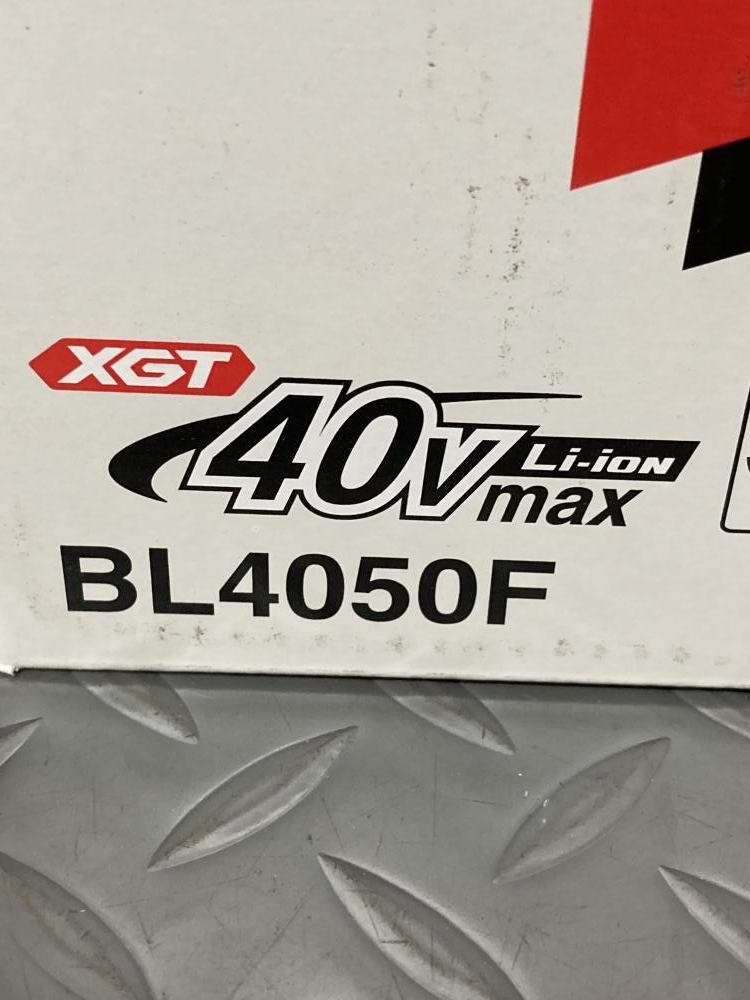 XGT
40v Li-ion
max
BL4050F